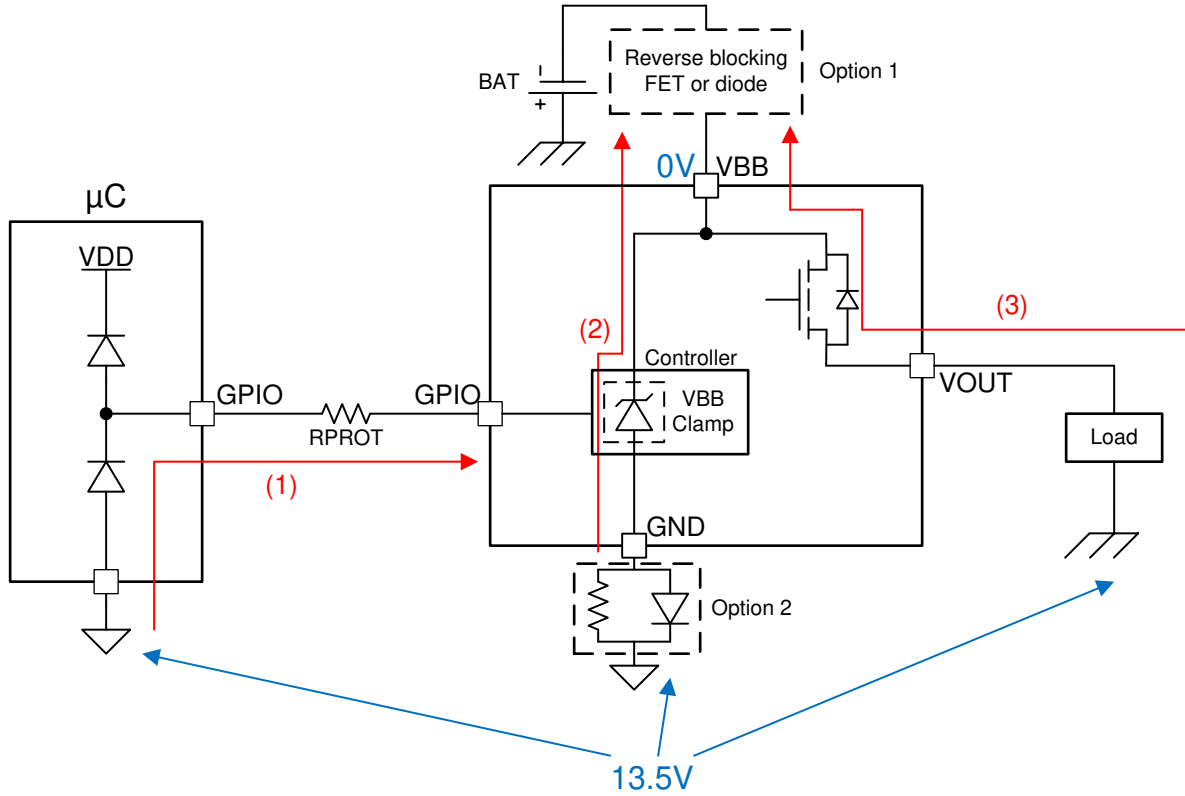 Reverse blocking
FET or diode
Option 1
BAT
-
+
0V
VBB
µC
VDD
(2)
(3)
Controller
VBB
Clamp
GPIO
GPIO
RPROT
VOUT
Load
(1)
GND
Option 2
13.5V